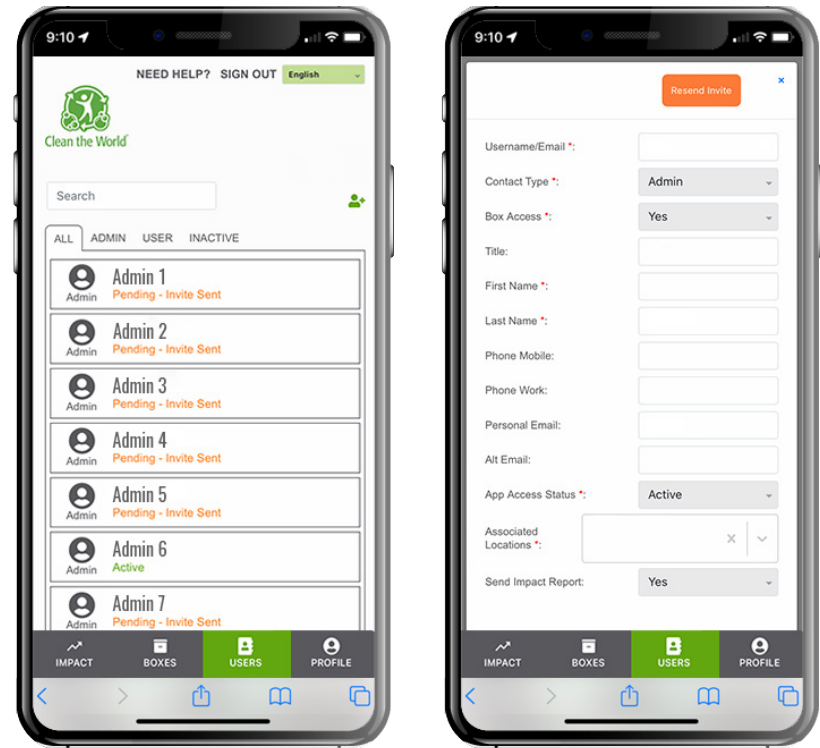 9:10
NEED HELP? SIGN OUT English
Clean the World
Search
ALL ADMIN USER INACTIVE
Admin 1
Admin Pending - Invite Sent
Admin 2
Admin Pending - Invite Sent
Admin 3
Admin Pending - Invite Sent
Admin 4
Admin Pending - Invite Sent
Admin 5
Admin Pending - Invite Sent
Admin 6
Admin Active
Admin 7
Admin Pending - Invite Sent
IMPACT BOXES USERS PROFILE
9:10
Resend Invite ×
Username/Email *:
Contact Type *: Admin
Box Access *: Yes
Title:
First Name *:
Last Name *:
Phone Mobile:
Phone Work:
Personal Email:
Alt Email:
App Access Status *: Active
Associated
Locations *:
Send Impact Report: Yes
IMPACT BOXES USERS PROFILE